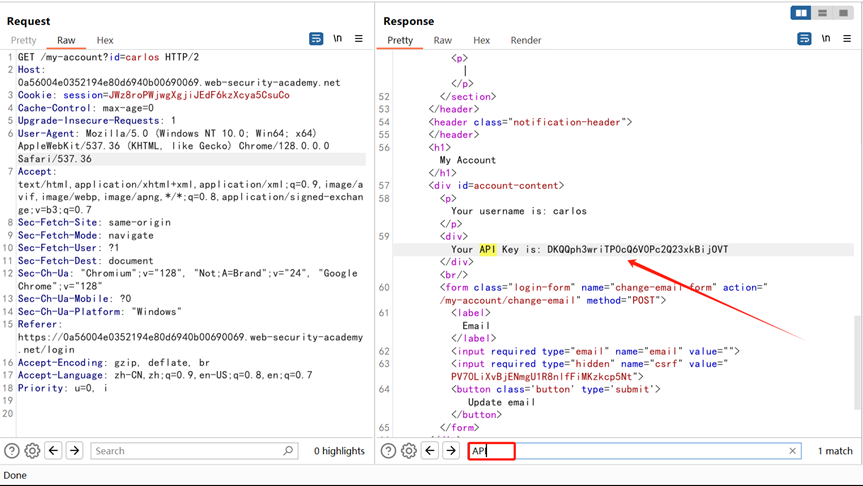 Request
Pretty Raw Hex
\n
1 GET /my-account?id=carlos HTTP/2
2 Host:
0a56004e0352194e80d6940b00690069.web-security-academy.net
3 Cookie: session=JWz8roPWjwgXgjiJEdF6kzXcya5CsuCo
4 Cache-Control: max-age=0
5 Upgrade-Insecure-Requests: 1
6 User-Agent: Mozilla/5.0 (Windows NT 10.0; Win64; x64)
AppleWebKit/537.36 (KHTML, like Gecko) Chrome/128.0.0.0
Safari/537.36
7 Accept:
text/html,application/xhtml+xml,application/xml;q=0.9,image/a
vif,image/webp,image/apng,*/*;q=0.8,application/signed-exchan
ge;v=b3;q=0.7
8 Sec-Fetch-Site: same-origin
9 Sec-Fetch-Mode: navigate
10 Sec-Fetch-User: ?1
11 Sec-Fetch-Dest: document
12 Sec-Ch-Ua: "Chromium";v="128", "Not;A=Brand";v="24", "Google
Chrome";v="128"
13 Sec-Ch-Ua-Mobile: ?0
14 Sec-Ch-Ua-Platform: "Windows"
15 Referer:
https://0a56004e0352194e80d6940b00690069.web-security-academy
.net/login
16 Accept-Encoding: gzip, deflate, br
17 Accept-Language: zh-CN,zh;q=0.9,en-US;q=0.8,en;q=0.7
18 Priority: u=0, i
19
20
Search
0 highlights
Response
Pretty Raw Hex Render
\n
<p>
|
</p>
52 </section>
53 </header>
54 <header class="notification-header">
55 </header>
56 <h1>
My Account
</h1>
57 <div id=account-content>
58 <p>
Your username is: carlos
</p>
59 <div>
Your API Key is: DKQQph3wriTP0cQ6V0Pc2Q23xkBijOVT
</div>
<br/>
60 <form class="login-form" name="change-email-form" action="
/my-account/change-email" method="POST">
61 <label>
Email
</label>
62 <input required type="email" name="email" value="">
63 <input required type="hidden" name="csrf" value="
PV70LiXvBjENmgU1R8nlfFiMKzkcp5Nt">
64 <button class='button' type='submit'>
Update email
</button>
65 </form>
API
1 match
Done